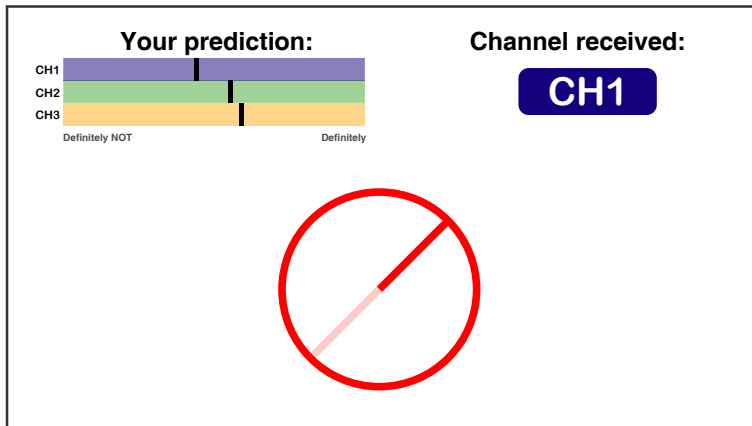 Your prediction:
Channel received:
CH1
CH2
CH3
Definitely NOT
Definitely
CH1